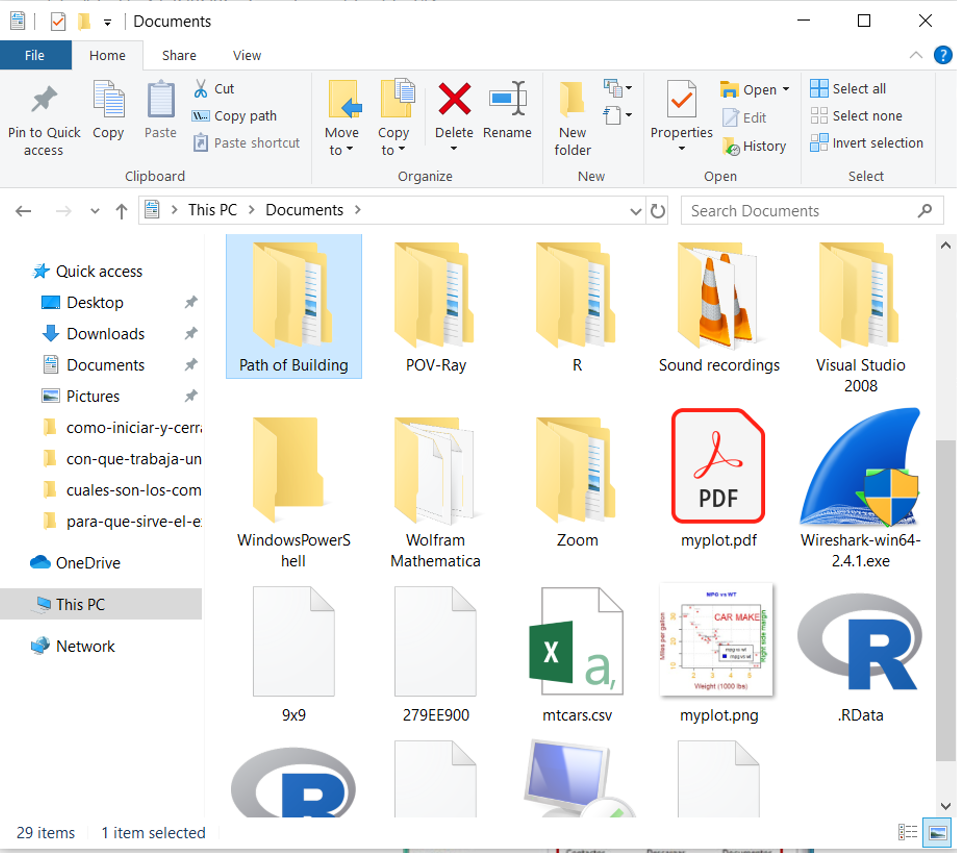 Documents
File Home Share View
Pin to Quick
access
Copy
Paste
Cut
Copy path
Paste shortcut
Clipboard
Move
to
Copy
to
Delete
Rename
Organize
New
folder
New
Properties
Open
Edit
History
Open
Select all
Select none
Invert selection
Select
This PC > Documents >
Search Documents
Quick access
Desktop
Downloads
Documents
Pictures
como-iniciar-y-cerra
con-que-trabaja-un
cuales-son-los-com
para-que-sirve-el-e
OneDrive
This PC
Network
Path of Building
POV-Ray
R
Sound recordings
Visual Studio
2008
WindowsPowerS
hell
Wolfram
Mathematica
Zoom
PDF
myplot.pdf
Wireshark-win64-
2.4.1.exe
9x9
279EE900
X a,
mtcars.csv
MPG vs WT
CAR MAKE
Miles per gallon
Right side margin
Weight (1000 lbs)
myplot.png
R
.RData
R
29 items 1 item selected